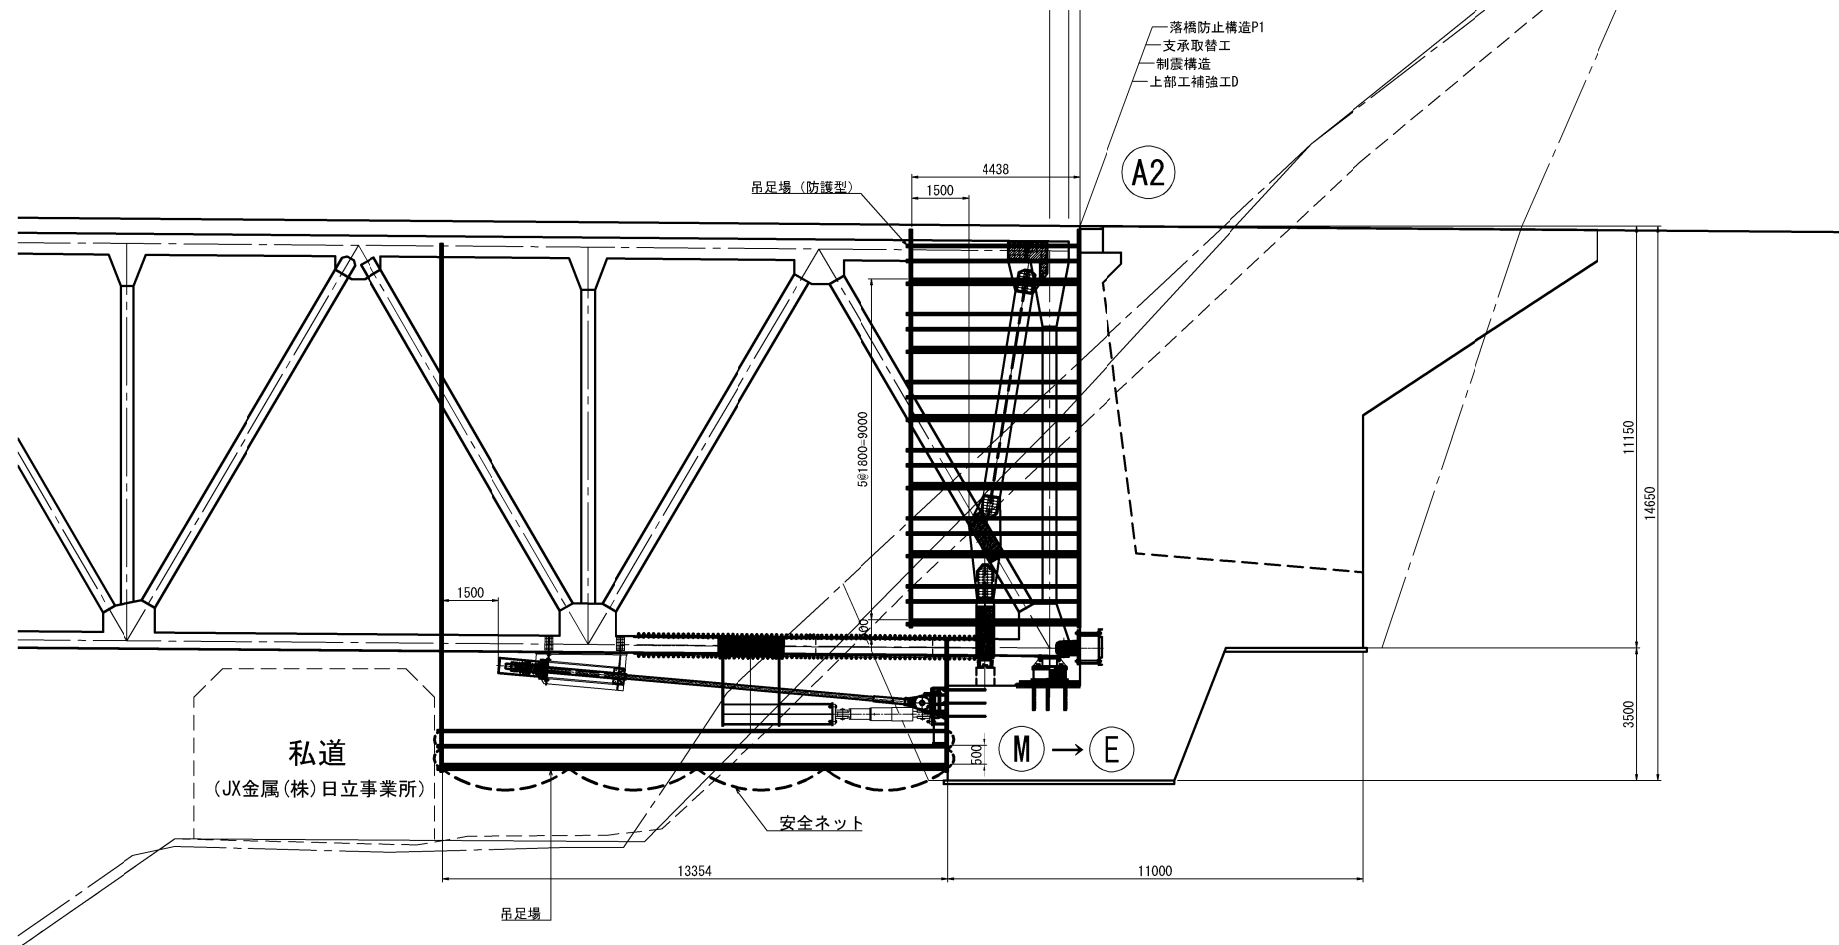 落橋防止構造P1
支承取替工
制震構造
上部工補強工D
A2
4438
吊足場（防護型）
1500
5@1800=9000
11150
14650
1500
3500
500
M → E
私道
（JX金属(株)日立事業所）
安全ネット
13354
11000
吊足場